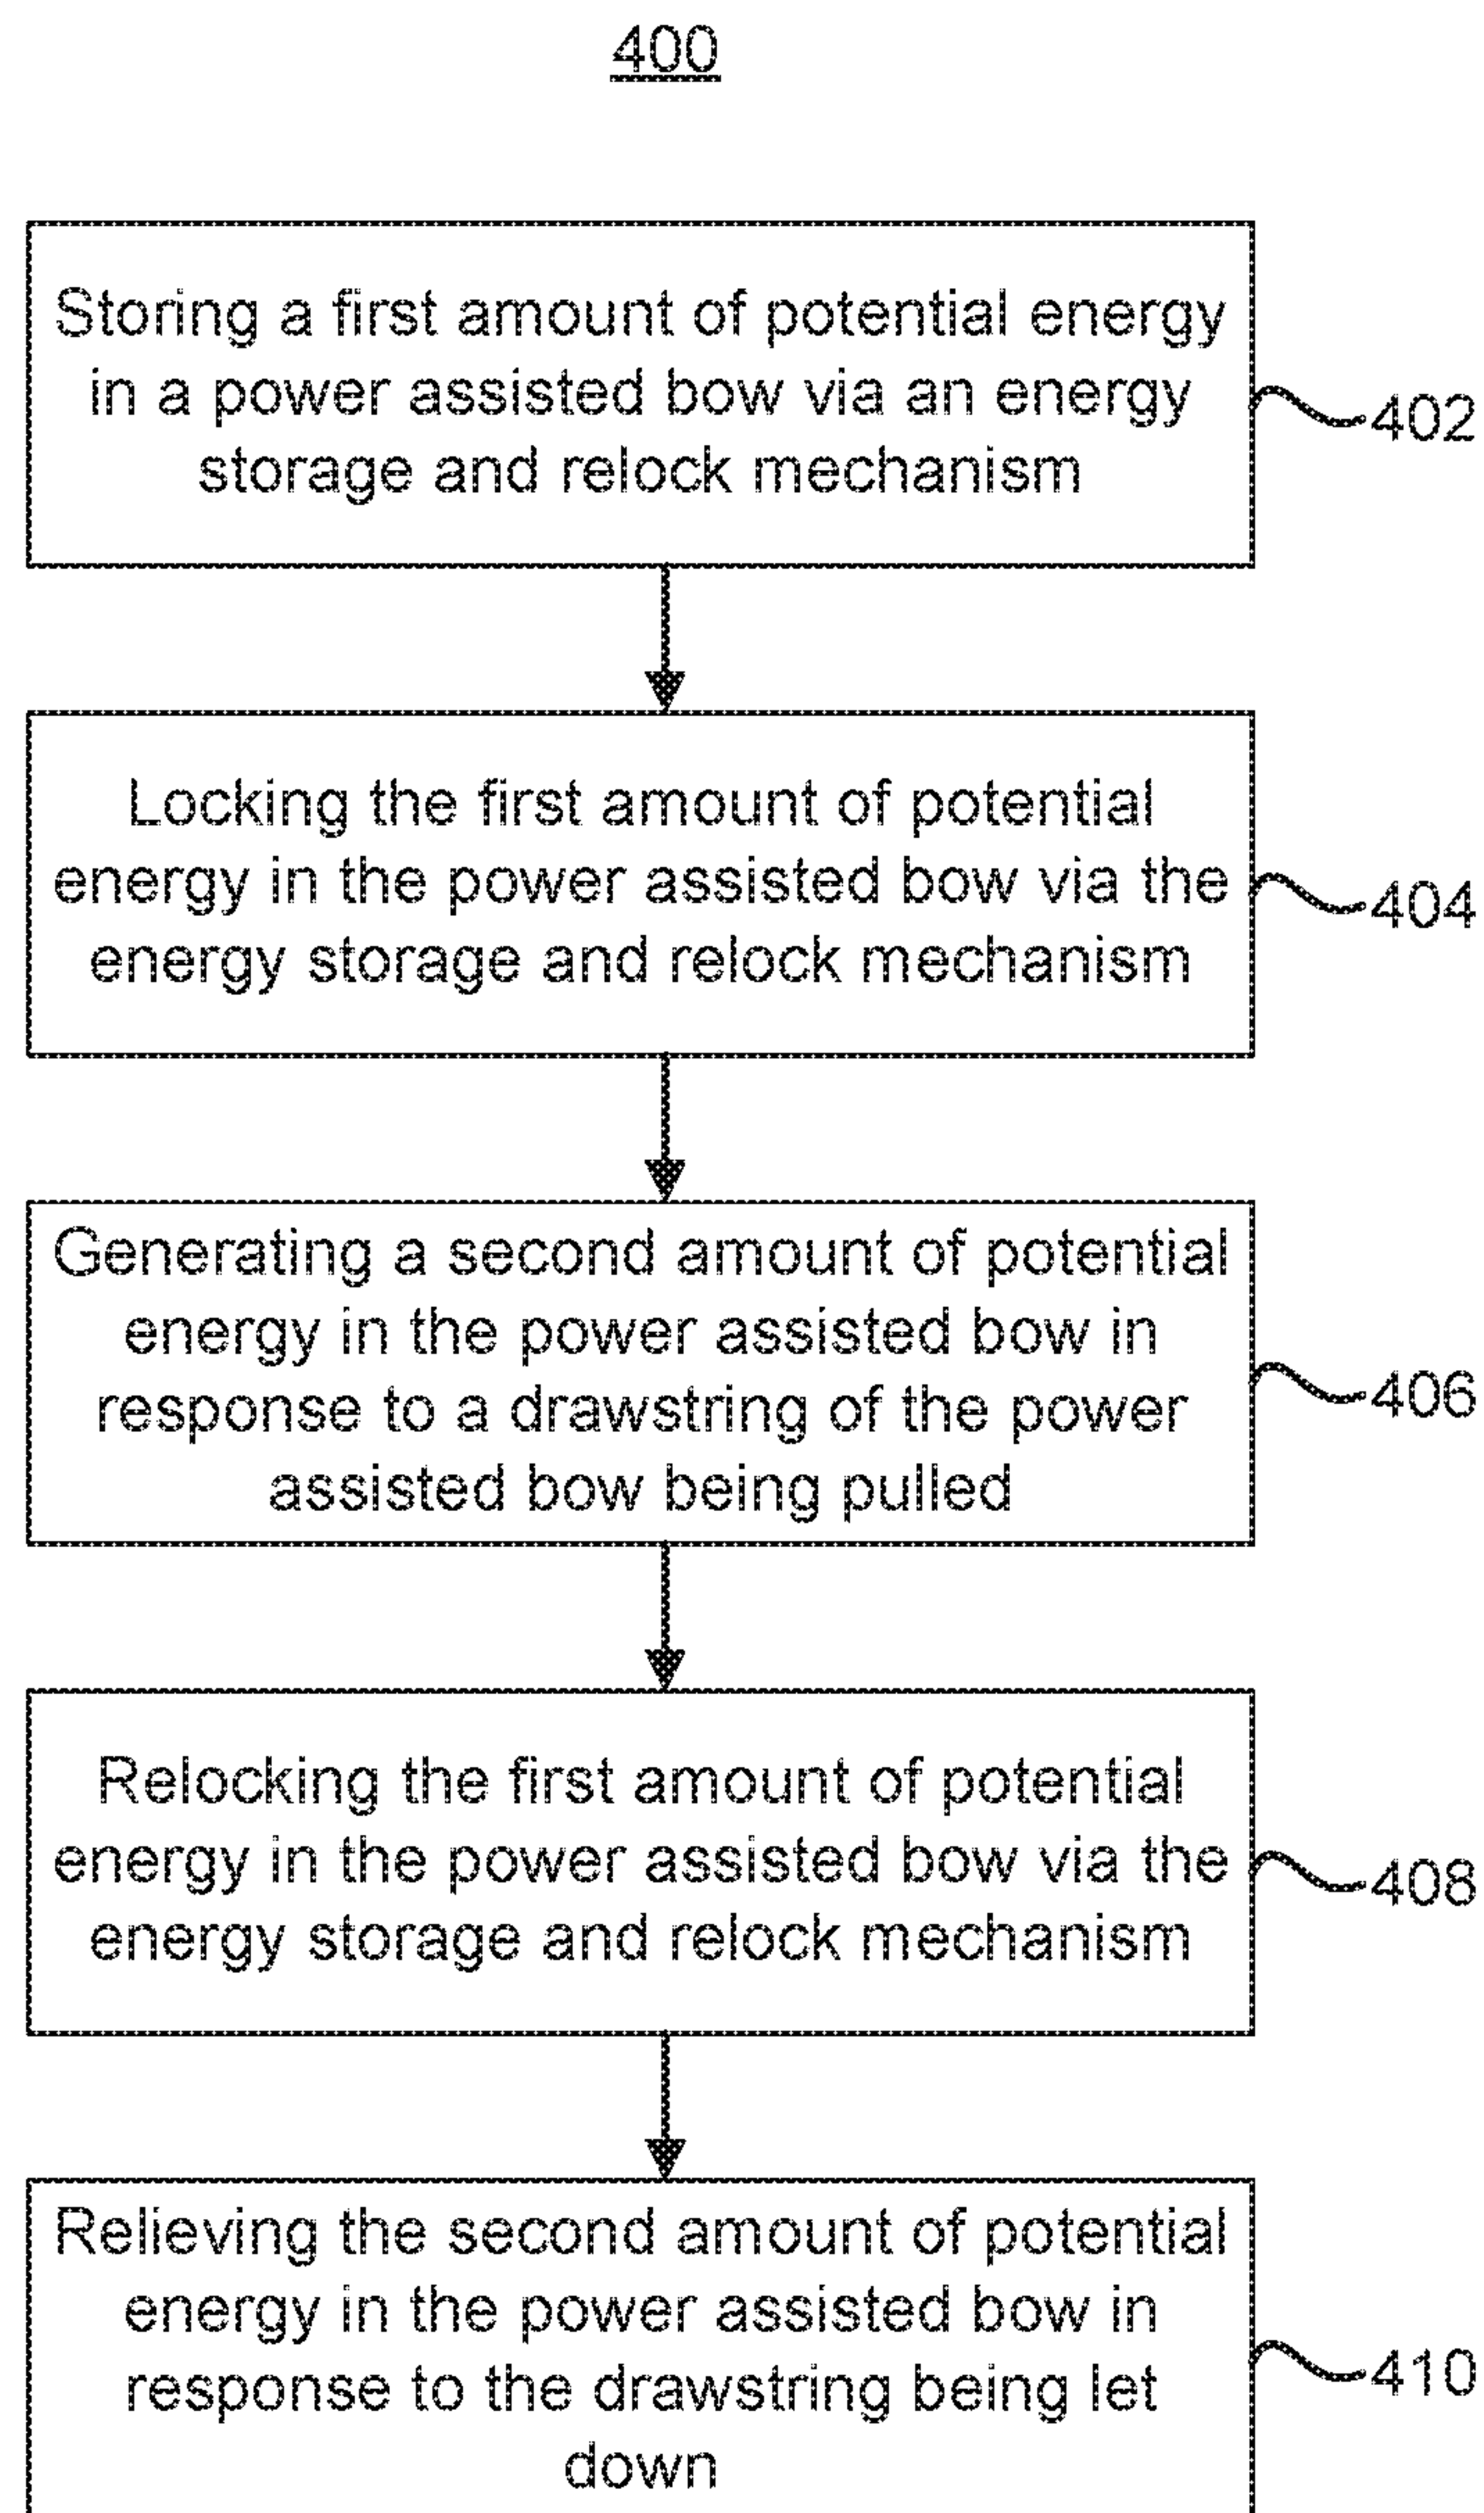 400
Storing a first amount of potential energy
in a power assisted bow via an energy
storage and relock mechanism
402
Locking the first amount of potential
energy in the power assisted bow via the
energy storage and relock mechanism
404
Generating a second amount of potential
energy in the power assisted bow in
response to a drawstring of the power
assisted bow being pulled
406
Relocking the first amount of potential
energy in the power assisted bow via the
energy storage and relock mechanism
408
Relieving the second amount of potential
energy in the power assisted bow in
response to the drawstring being let
down
410